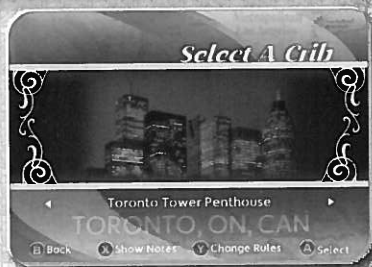 Select A Crib
Toronto Tower Penthouse
TORONTO, ON, CAN
B Back X Show Notes Y Change Rules A Select